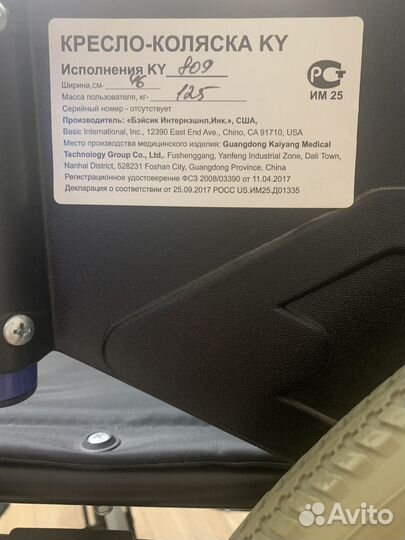 КРЕСЛО-КОЛЯСКА KY
Исполнения KY 809
Ширина,см- 46
Масса пользователя, кг- 125
Серийный номер - отсутствует
Производитель: «Бэйсик Интернэшнл,Инк.», США,
Basic International, Inc., 12390 East End Ave., Chino, CA 91710, USA
Место производства медицинского изделия: Guangdong Kaiyang Medical
Technology Group Co., Ltd,. Fushenggang, Yanfeng Industrial Zone, Dali Town,
Nanhai District, 528231 Foshan City, Guangdong Province, China
Регистрационное удостоверение ФСЗ 2008/03390 от 11.04.2017
Декларация о соответствии от 25.09.2017 РОСС US.ИМ25.Д01335
РСТ
ИМ 25
Avito